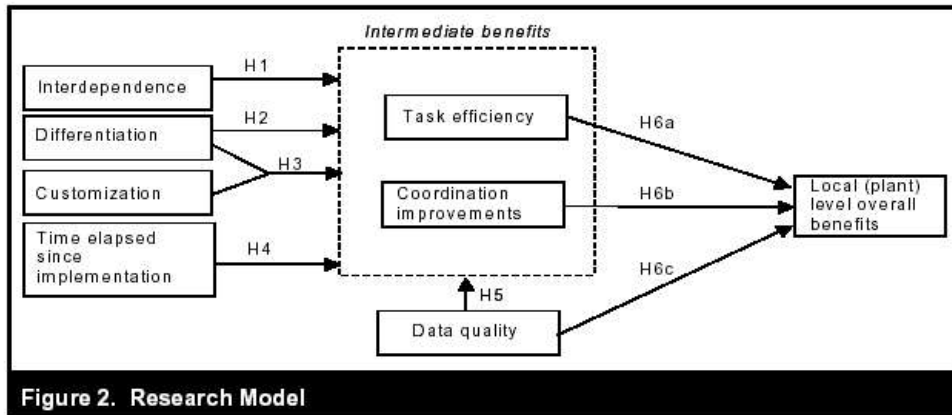 Intermediate benefits
H1
Interdependence
H2
Differentiation
H3
Customization
Time elapsed
since
implementation
H4
Task efficiency
Coordination
improvements
H5
Data quality
H6a
H6b
H6c
Local (plant)
level overall
benefits
Figure 2. Research Model